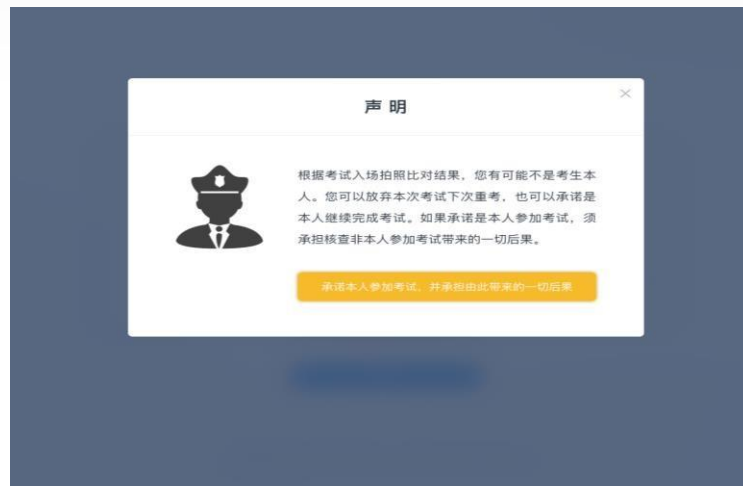 声明
根据考试入场拍照比对结果，您有可能不是考生本
人。您可以放弃本次考试下次重考，也可以承诺是
本人继续完成考试。如果承诺是本人参加考试，须
承担核查非本人参加考试带来的一切后果。
承诺本人参加考试，并承担由此带来的一切后果